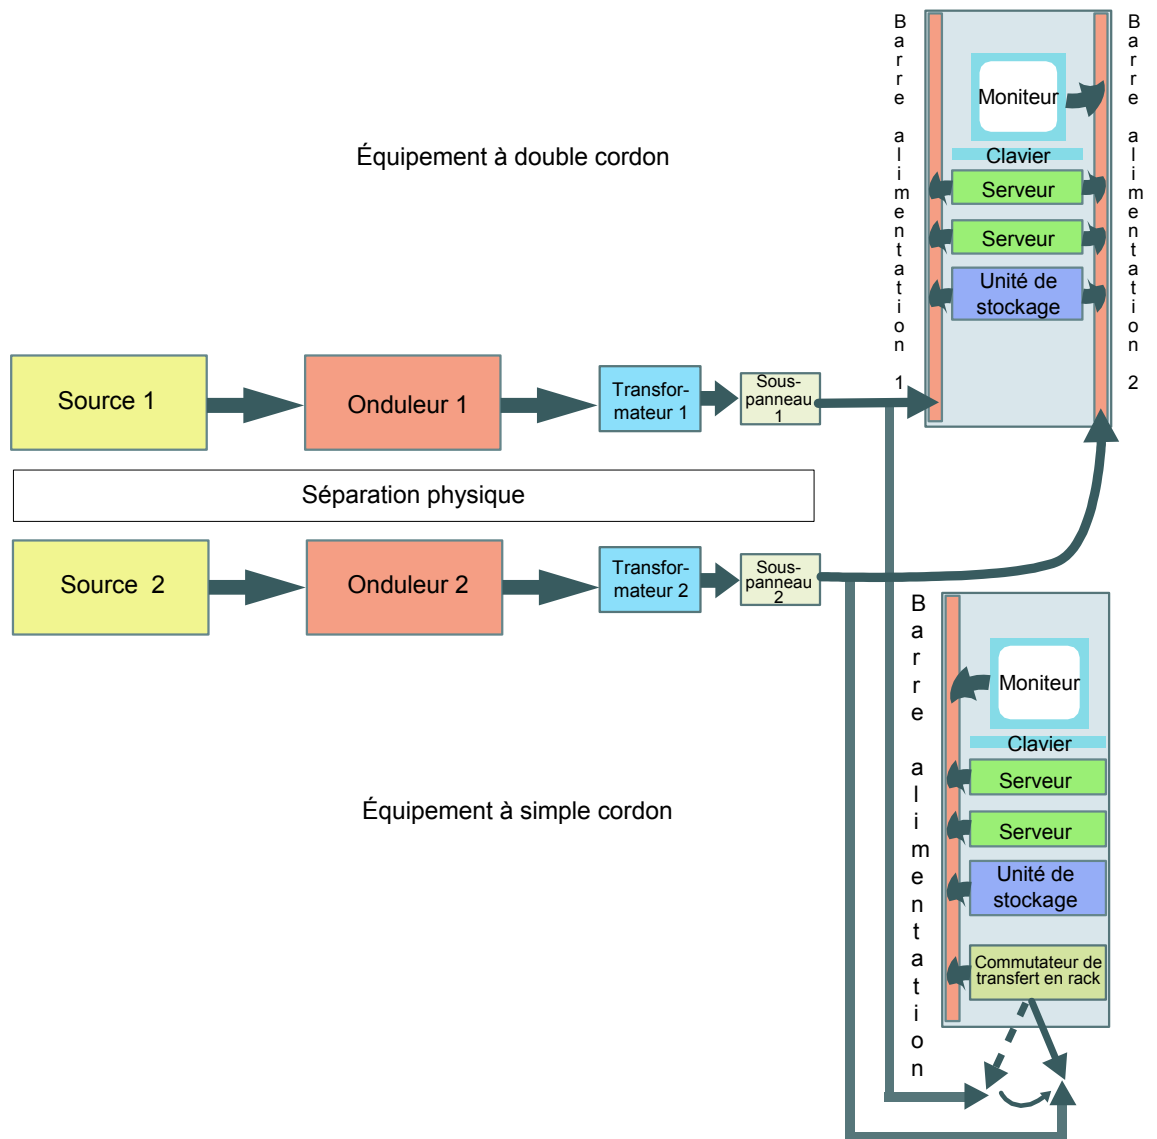 Équipement à double cordon
Barre alimentation 1
Moniteur
Clavier
Serveur
Serveur
Unité de
stockage
Barre alimentation 2
Source 1
Onduleur 1
Transfor-
mateur 1
Sous-
panneau
1
Séparation physique
Source 2
Onduleur 2
Transfor-
mateur 2
Sous-
panneau
2
Équipement à simple cordon
Barre alimentation
Moniteur
Clavier
Serveur
Serveur
Unité de
stockage
Commutateur de
transfert en rack